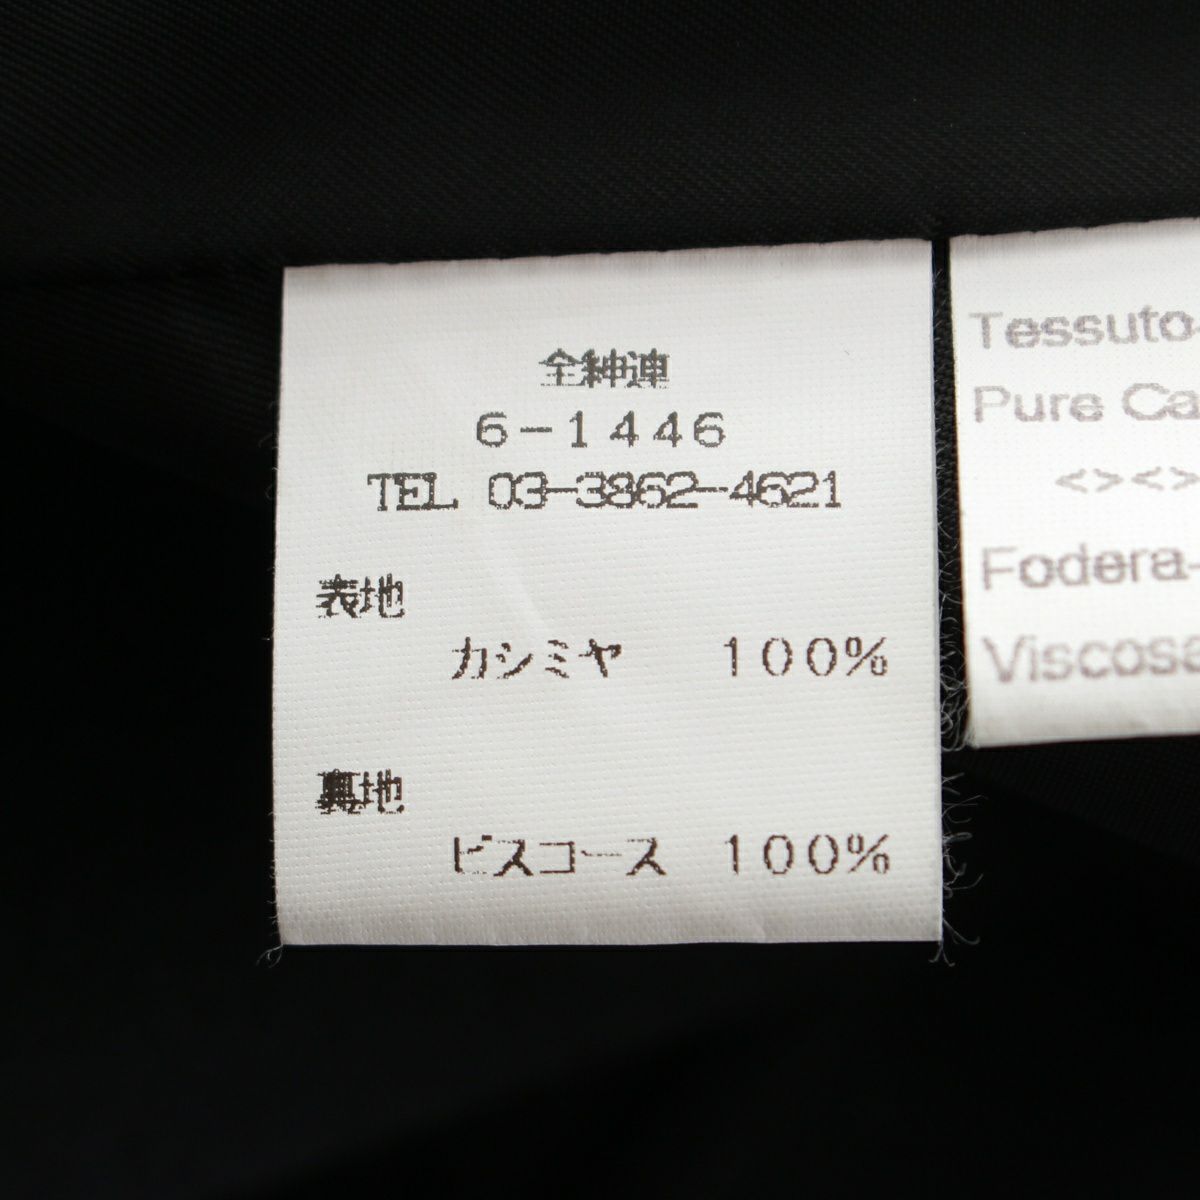 全紳連
6-1446
TEL 03-3862-4621
表地
カシミヤ 100%
裏地
ビスコース 100%
Tessuto-
Pure Ca
<><>
Fodera-
Viscosa